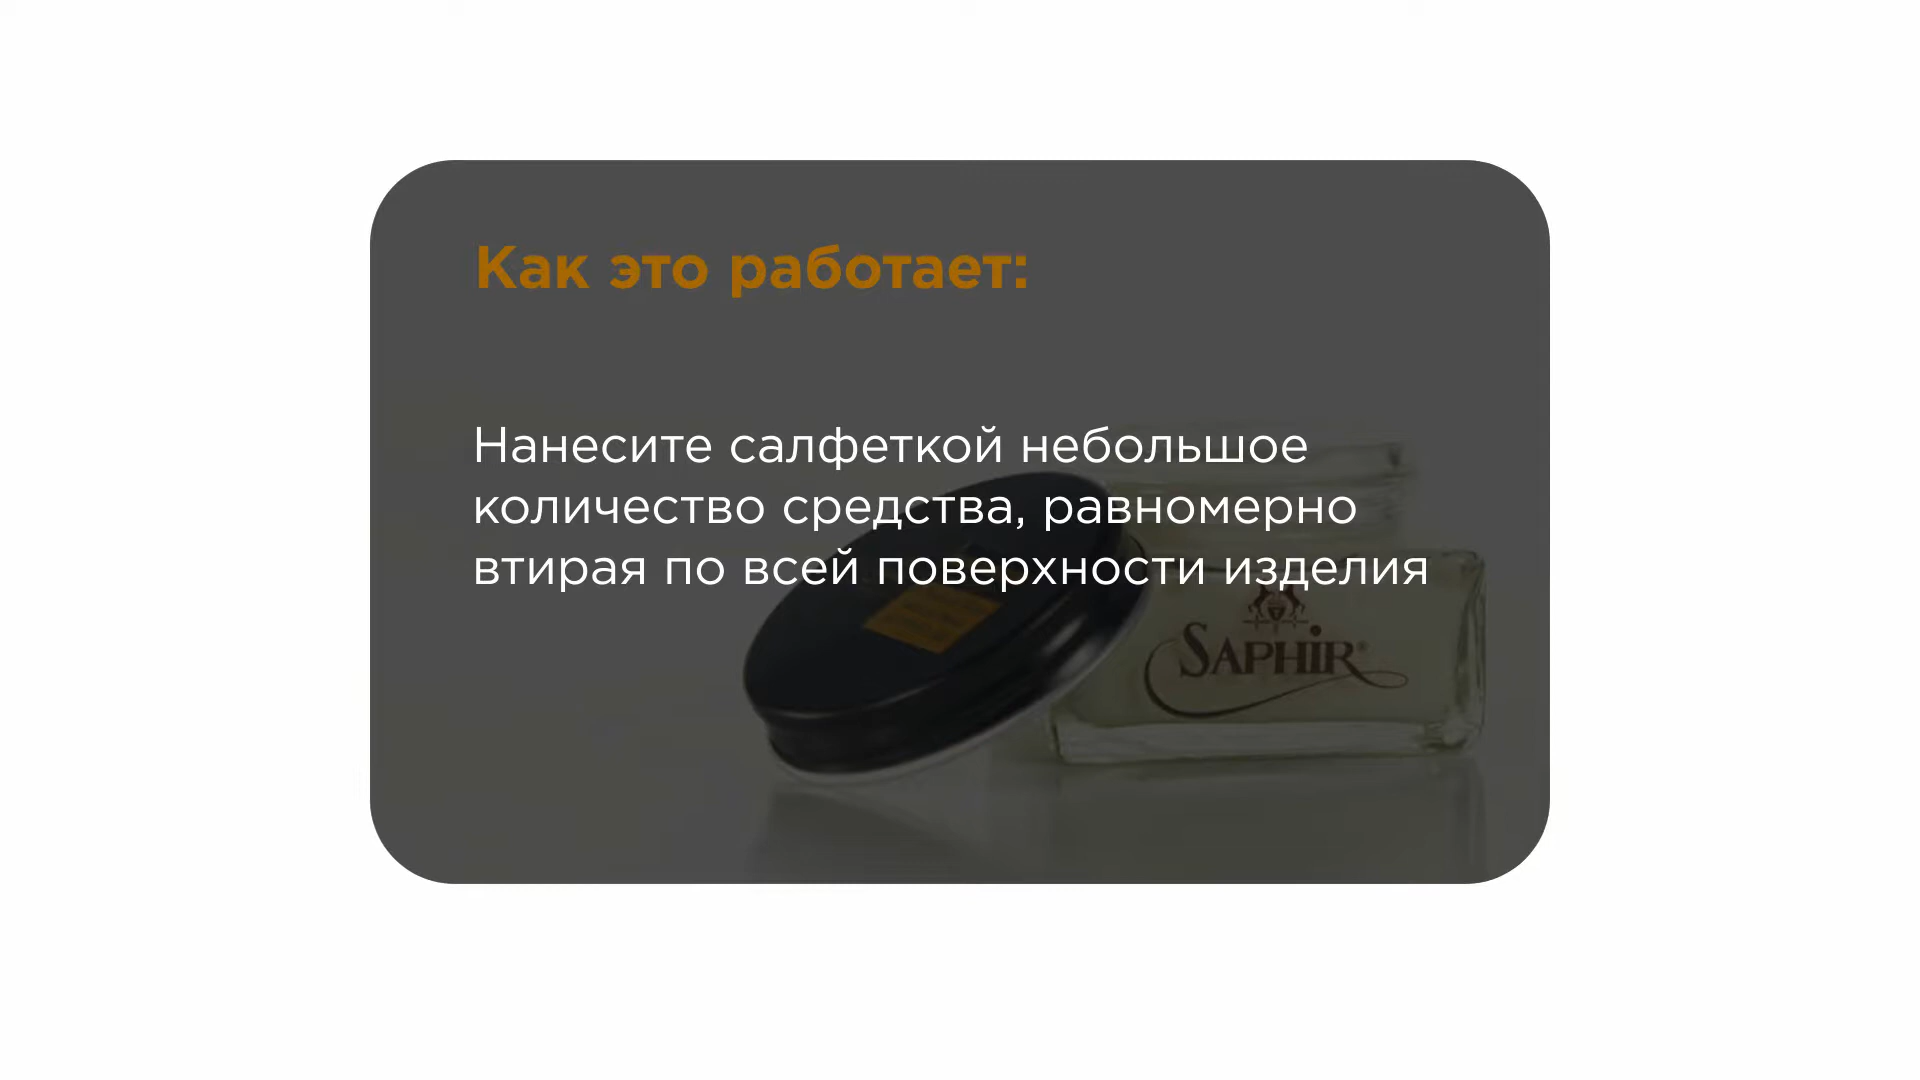 Как это работает:
Нанесите салфеткой небольшое
количество средства, равномерно
втирая по всей поверхности изделия
SAPHIR